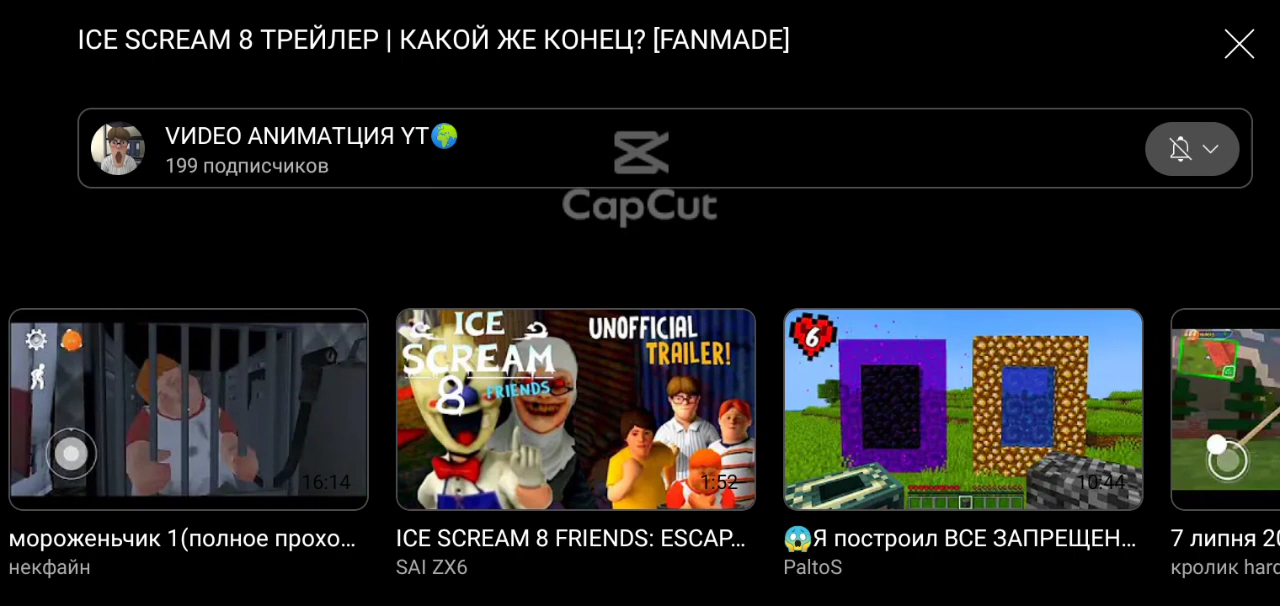 ICE SCREAM 8 ТРЕЙЛЕР | КАКОЙ ЖЕ КОНЕЦ? [FANMADE]
VИDEO АNИМАТЦИЯ YT🌍
199 подписчиков
CapCut
16:14
ICE
SCREAM
8 FRIENDS
UNOFFICIAL
TRAILER!
1:52
6
10:44
мороженьчик 1(полное прохо...
некфайн
ICE SCREAM 8 FRIENDS: ESCAP...
SAI ZX6
😱Я построил ВСЕ ЗАПРЕЩЕН...
PaltoS
7 липня 20
кролик hard